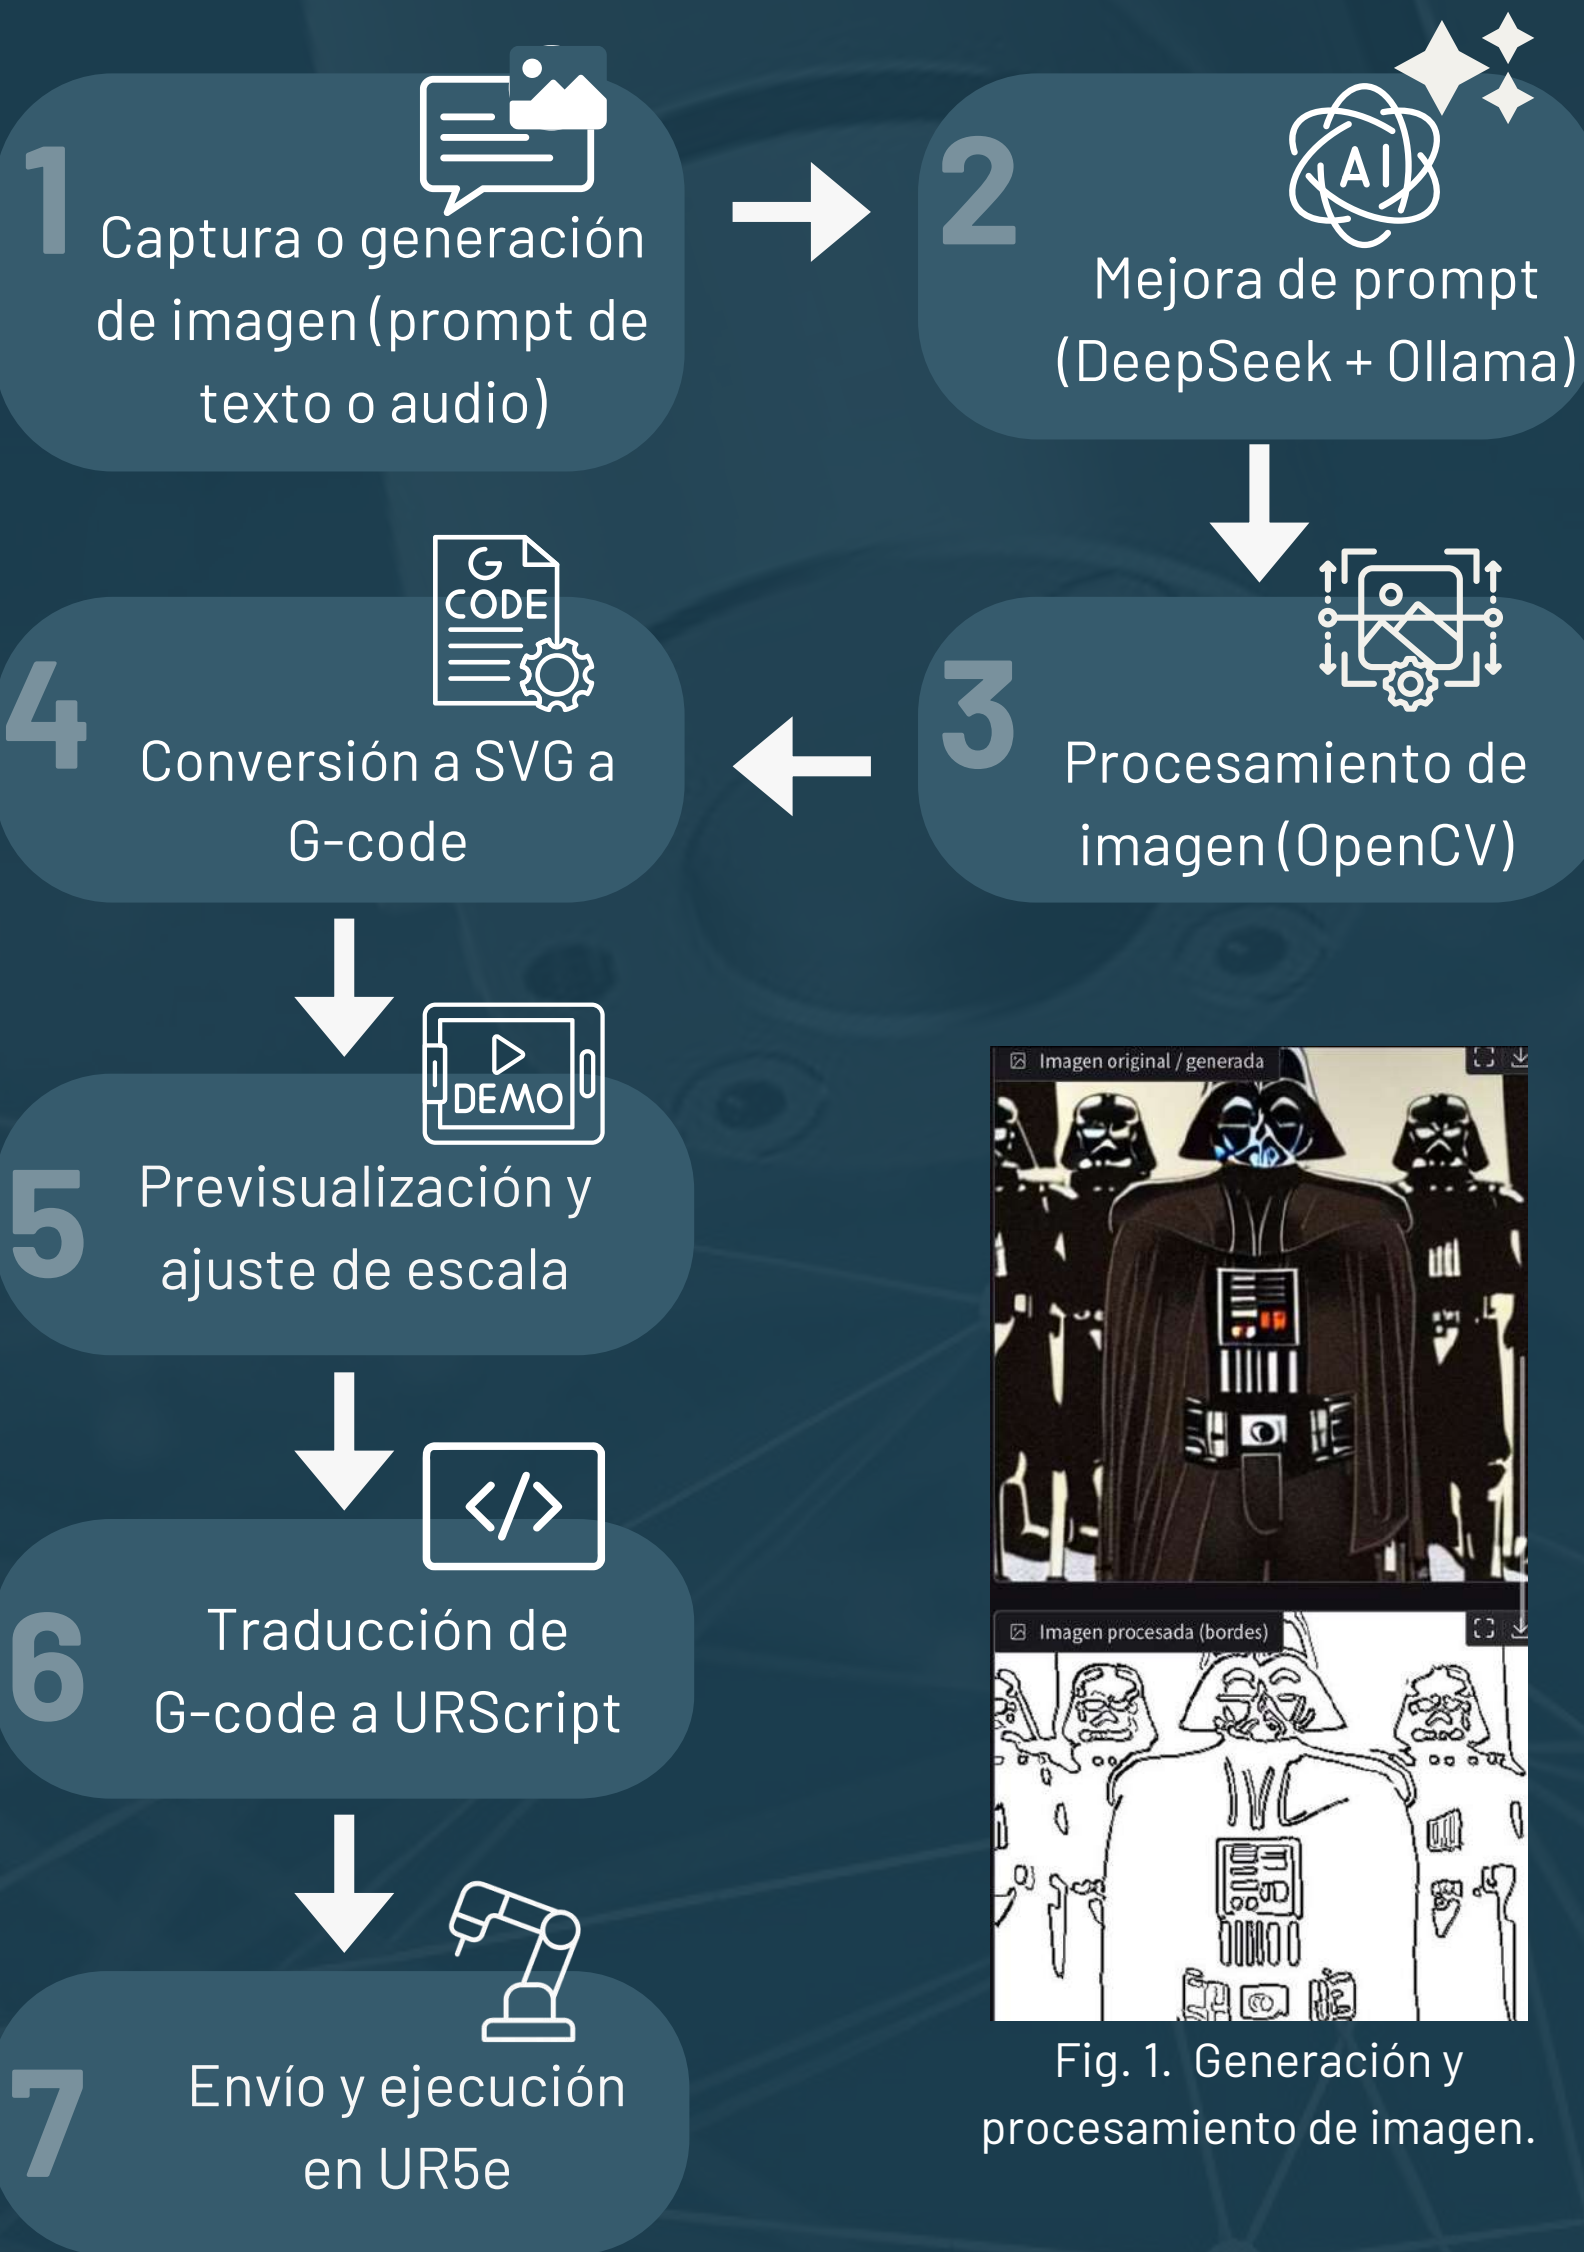 1
Captura o generación
de imagen (prompt de
texto o audio)
2
AI
Mejora de prompt
(DeepSeek + Ollama)
3
Procesamiento de
imagen (OpenCV)
4
G
CODE
Conversión a SVG a
G-code
5
DEMO
Previsualización y
ajuste de escala
6
</>
Traducción de
G-code a URScript
7
Envío y ejecución
en UR5e
Imagen original / generada
Imagen procesada (bordes)
Fig. 1. Generación y
procesamiento de imagen.